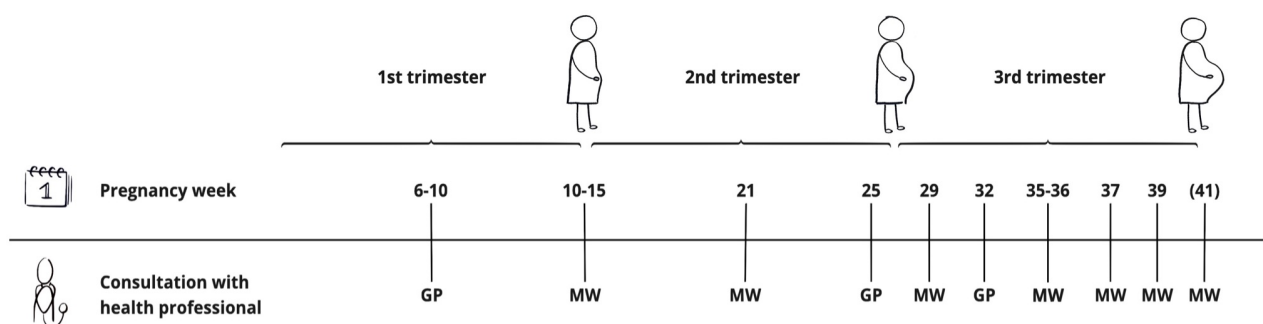 1st trimester 2nd trimester 3rd trimester
1
Pregnancy week 6-10 10-15 21 25 29 32 35-36 37 39 (41)
Consultation with
health professional GP MW MW GP MW GP MW MW MW MW